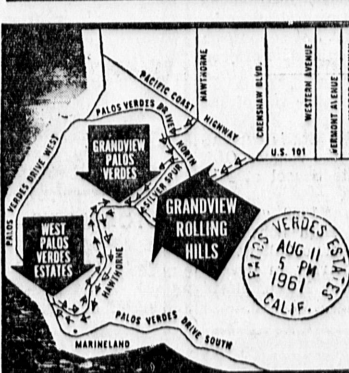 HAWTHORNE
CRENSHAW BLVD.
WESTERN AVENUE
VERMONT AVENUE
PACIFIC COAST HIGHWAY
PALOS VERDES DRIVE NORTH
U.S. 101
PALOS VERDES DRIVE WEST
GRANDVIEW
PALOS
VERDES
SILVER SPUR
GRANDVIEW
ROLLING
HILLS
WEST
PALOS
VERDES
ESTATES
HAWTHORNE
PALOS VERDES ESTATES
AUG 11
5 PM
1961
CALIF.
PALOS VERDES DRIVE SOUTH
MARINELAND